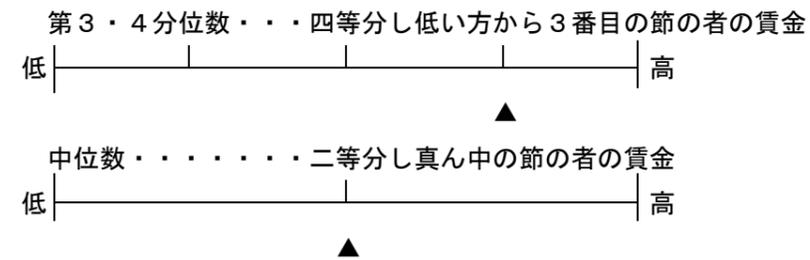 第３・４分位数・・・四等分し低い方から３番目の節の者の賃金
低 高
▲
中位数・・・・・・・二等分し真ん中の節の者の賃金
低 高
▲